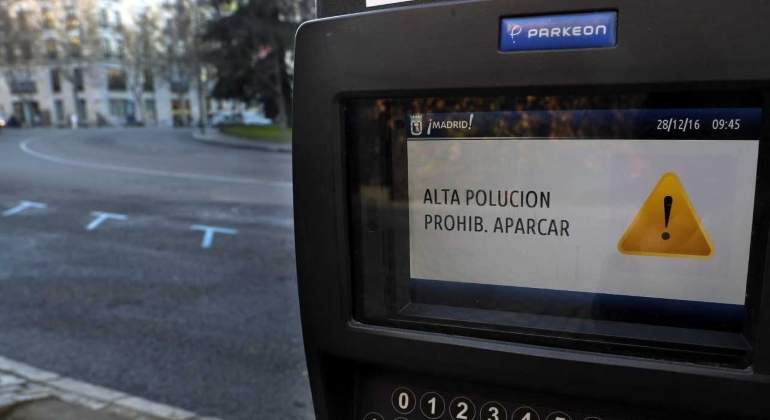 PARKEON
¡MADRID! 28/12/16 09:45
ALTA POLUCION
PROHIB. APARCAR
0 1 2 3 4